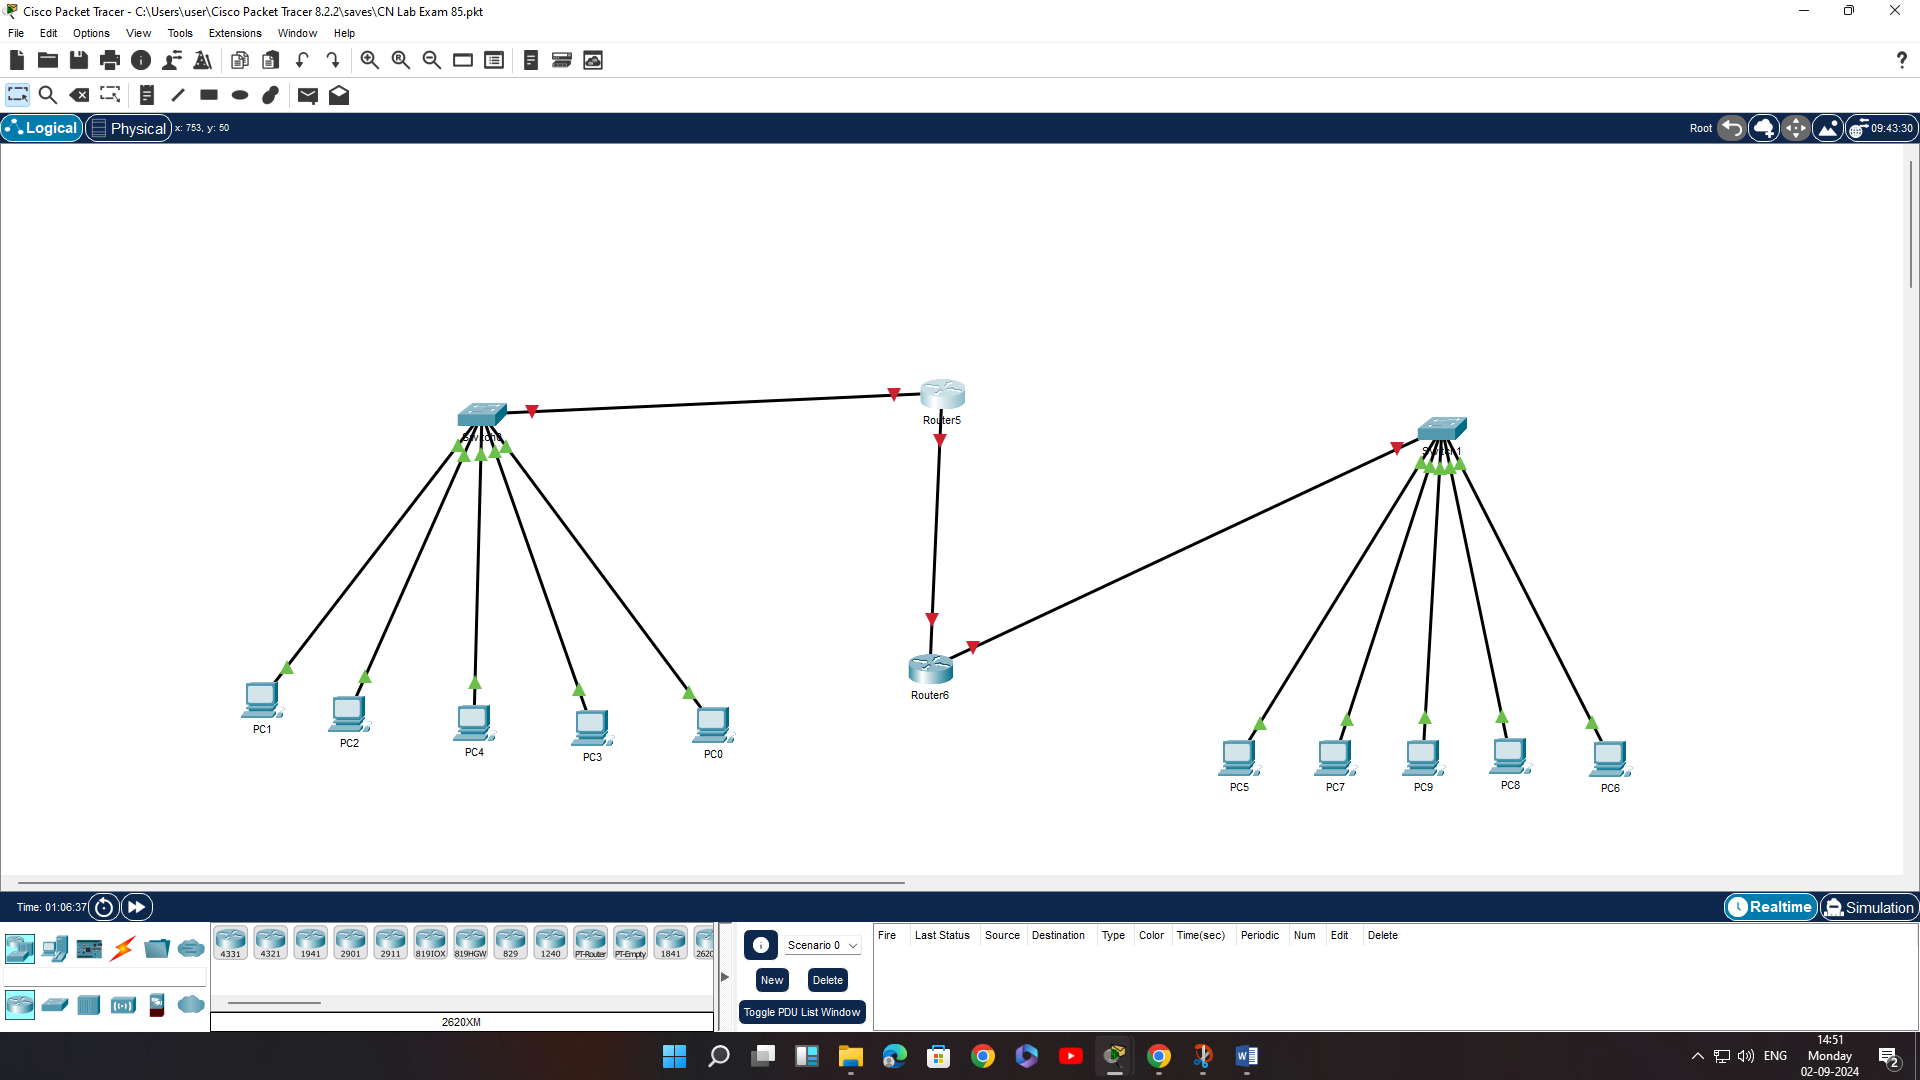 Cisco Packet Tracer - C:\Users\user\Cisco Packet Tracer 8.2.2\saves\CN Lab Exam 85.pkt
File Edit Options View Tools Extensions Window Help
?
Logical Physical x: 753, y: 50 Root 09:43:30
Router5
Switch0
Switch1
Router6
PC1
PC2
PC4
PC3
PC0
PC5
PC7
PC9
PC8
PC6
Time: 01:06:37 Realtime Simulation
4331 4321 1941 2901 2911 819IOX 819HGW 829 1240 PT-Router PT-Empty 1841 2620
2620XM
Scenario 0
New Delete
Toggle PDU List Window
Fire Last Status Source Destination Type Color Time(sec) Periodic Num Edit Delete
ENG
14:51
Monday
02-09-2024
2